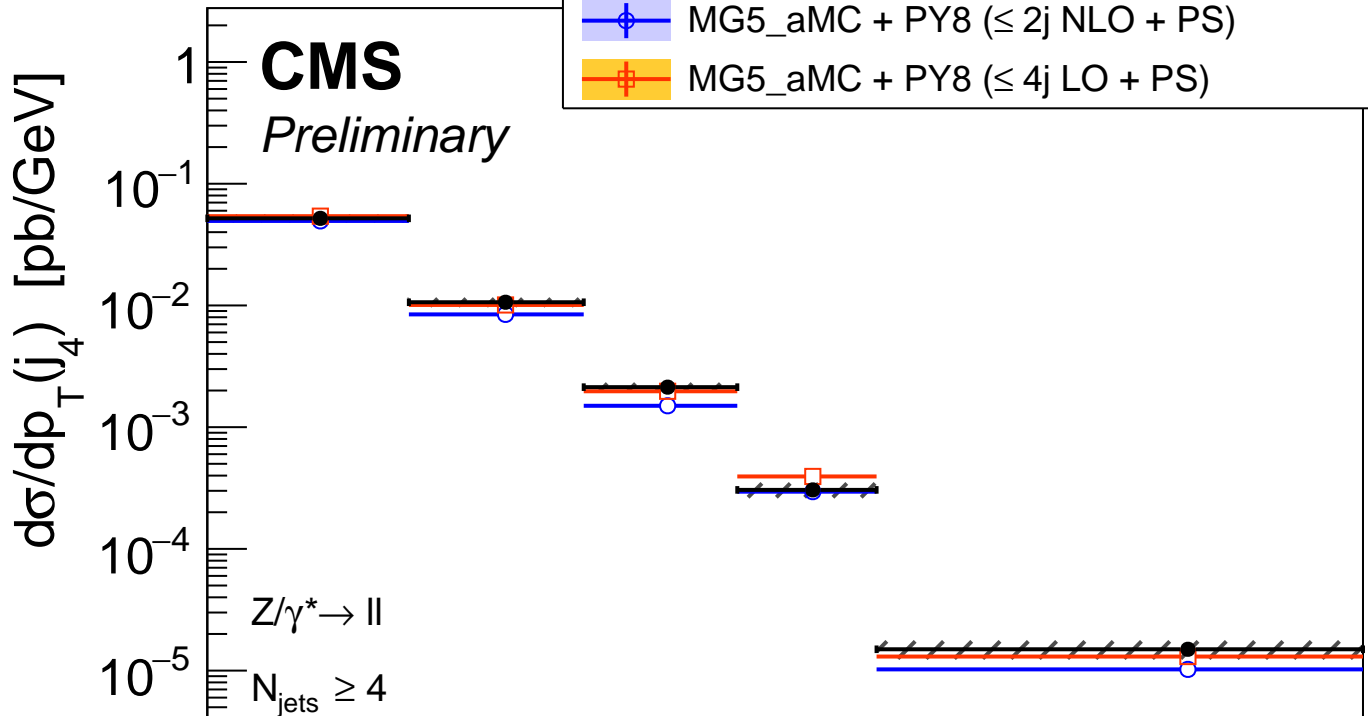 MG5_aMC + PY8 (≤ 2j NLO + PS)
MG5_aMC + PY8 (≤ 4j LO + PS)
CMS
Preliminary
dσ/dp_T(j_4) [pb/GeV]
1
10⁻¹
10⁻²
10⁻³
10⁻⁴
10⁻⁵
Z/γ*→ ll
N_jets ≥ 4